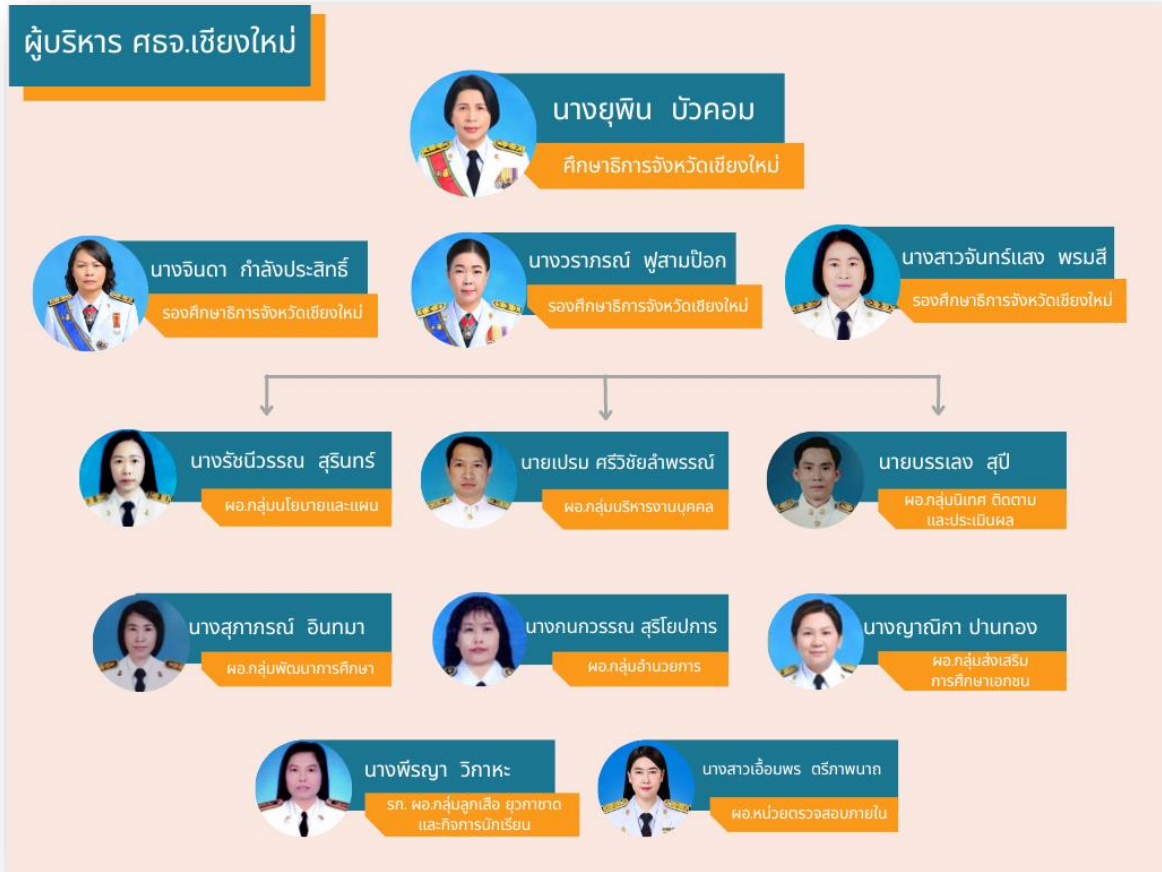 ผู้บริหาร ศธจ.เชียงใหม่
นางยุพิน บัวคอม
ศึกษาธิการจังหวัดเชียงใหม่
นางจินดา กำลังประสิทธิ์
รองศึกษาธิการจังหวัดเชียงใหม่
นางวราภรณ์ ฟูสามป๊อก
รองศึกษาธิการจังหวัดเชียงใหม่
นางสาวจันทร์แสง พรมสี
รองศึกษาธิการจังหวัดเชียงใหม่
นางรัชนีวรรณ สุรินทร์
ผอ.กลุ่มนโยบายและแผน
นายเปรม ศรีวิชัยลำพรรณ์
ผอ.กลุ่มบริหารงานบุคคล
นายบรรเลง สุปี
ผอ.กลุ่มนิเทศ ติดตาม
และประเมินผล
นางสุภาภรณ์ อินทมา
ผอ.กลุ่มพัฒนาการศึกษา
นางกนกวรรณ สุริโยปการ
ผอ.กลุ่มอำนวยการ
นางญาณิกา ปานทอง
ผอ.กลุ่มส่งเสริม
การศึกษาเอกชน
นางพีรญา วิภาหะ
รก. ผอ.กลุ่มลูกเสือ ยุวกาชาด
และกิจการนักเรียน
นางสาวเอื้อมพร ตรีภาพนาถ
ผอ.หน่วยตรวจสอบภายใน